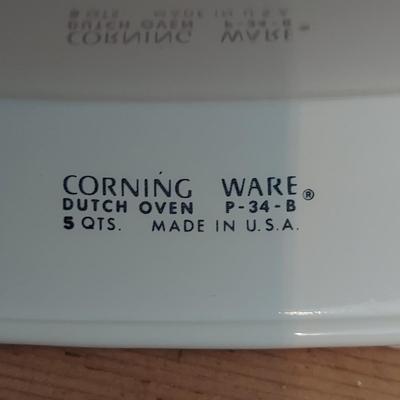 CORNING WARE®
DUTCH OVEN P-34-B
5 QTS. MADE IN U.S.A.